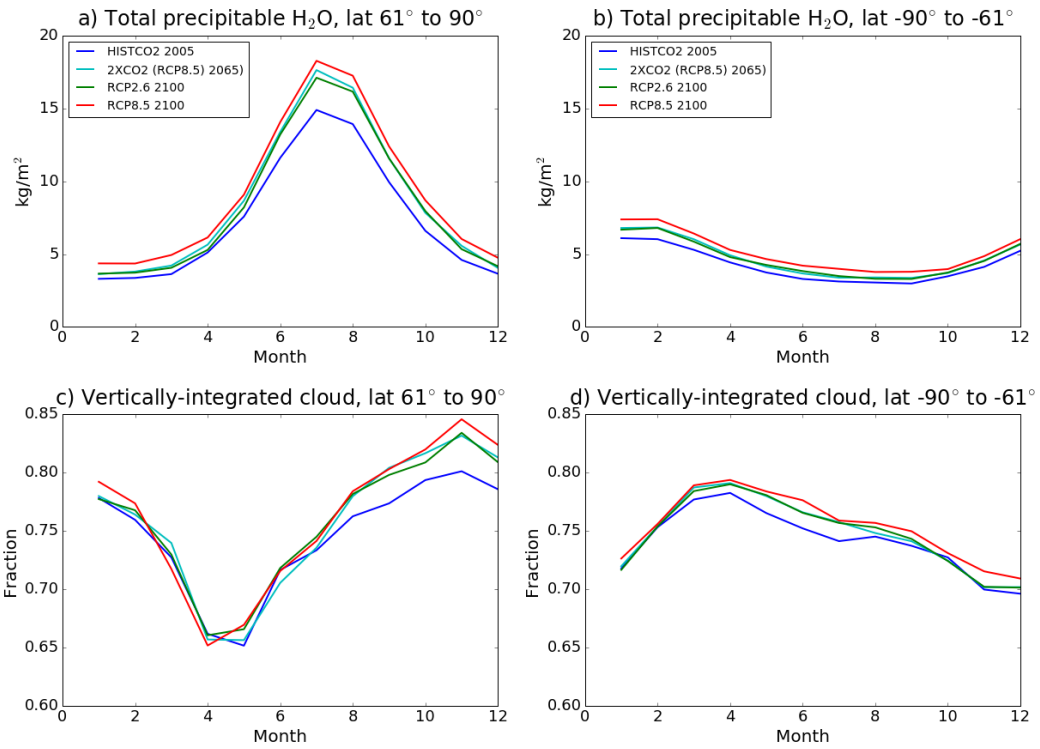 a) Total precipitable H₂O, lat 61° to 90°
20
15
10
5
0
kg/m²
HISTCO2 2005
2XCO2 (RCP8.5) 2065)
RCP2.6 2100
RCP8.5 2100
0 2 4 6 8 10 12
Month
b) Total precipitable H₂O, lat -90° to -61°
20
15
10
5
0
kg/m²
HISTCO2 2005
2XCO2 (RCP8.5) 2065)
RCP2.6 2100
RCP8.5 2100
0 2 4 6 8 10 12
Month
c) Vertically-integrated cloud, lat 61° to 90°
0.85
0.80
0.75
0.70
0.65
0.60
Fraction
0 2 4 6 8 10 12
Month
d) Vertically-integrated cloud, lat -90° to -61°
0.85
0.80
0.75
0.70
0.65
0.60
Fraction
0 2 4 6 8 10 12
Month